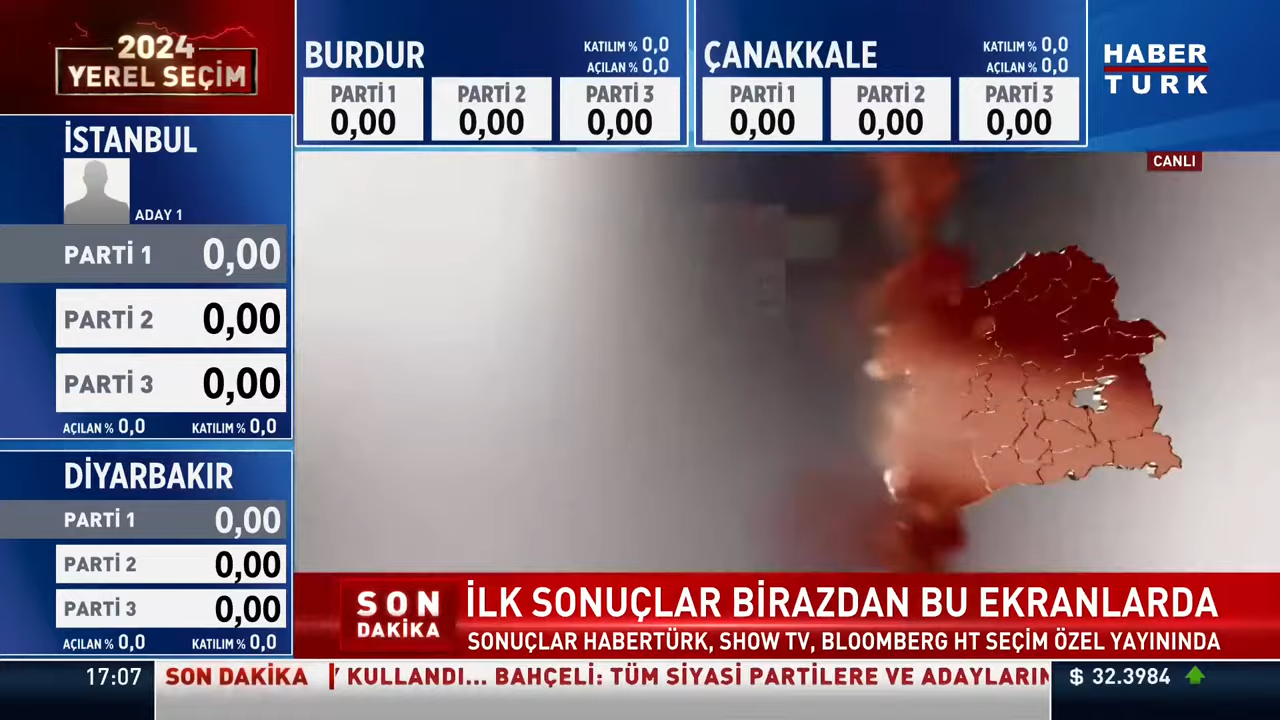 2024
YEREL SEÇİM
BURDUR
KATILIM % 0,0
AÇILAN % 0,0
PARTİ 1
0,00
PARTİ 2
0,00
PARTİ 3
0,00
ÇANAKKALE
KATILIM % 0,0
AÇILAN % 0,0
PARTİ 1
0,00
PARTİ 2
0,00
PARTİ 3
0,00
HABER
TURK
CANLI
İSTANBUL
ADAY 1
PARTİ 1 0,00
PARTİ 2 0,00
PARTİ 3 0,00
AÇILAN % 0,0 KATILIM % 0,0
DİYARBAKIR
PARTİ 1 0,00
PARTİ 2 0,00
PARTİ 3 0,00
AÇILAN % 0,0 KATILIM % 0,0
SON
DAKİKA
İLK SONUÇLAR BİRAZDAN BU EKRANLARDA
SONUÇLAR HABERTÜRK, SHOW TV, BLOOMBERG HT SEÇİM ÖZEL YAYININDA
17:07 SON DAKİKA KULLANDI... BAHÇELİ: TÜM SİYASİ PARTİLERE VE ADAYLARIN $ 32.3984